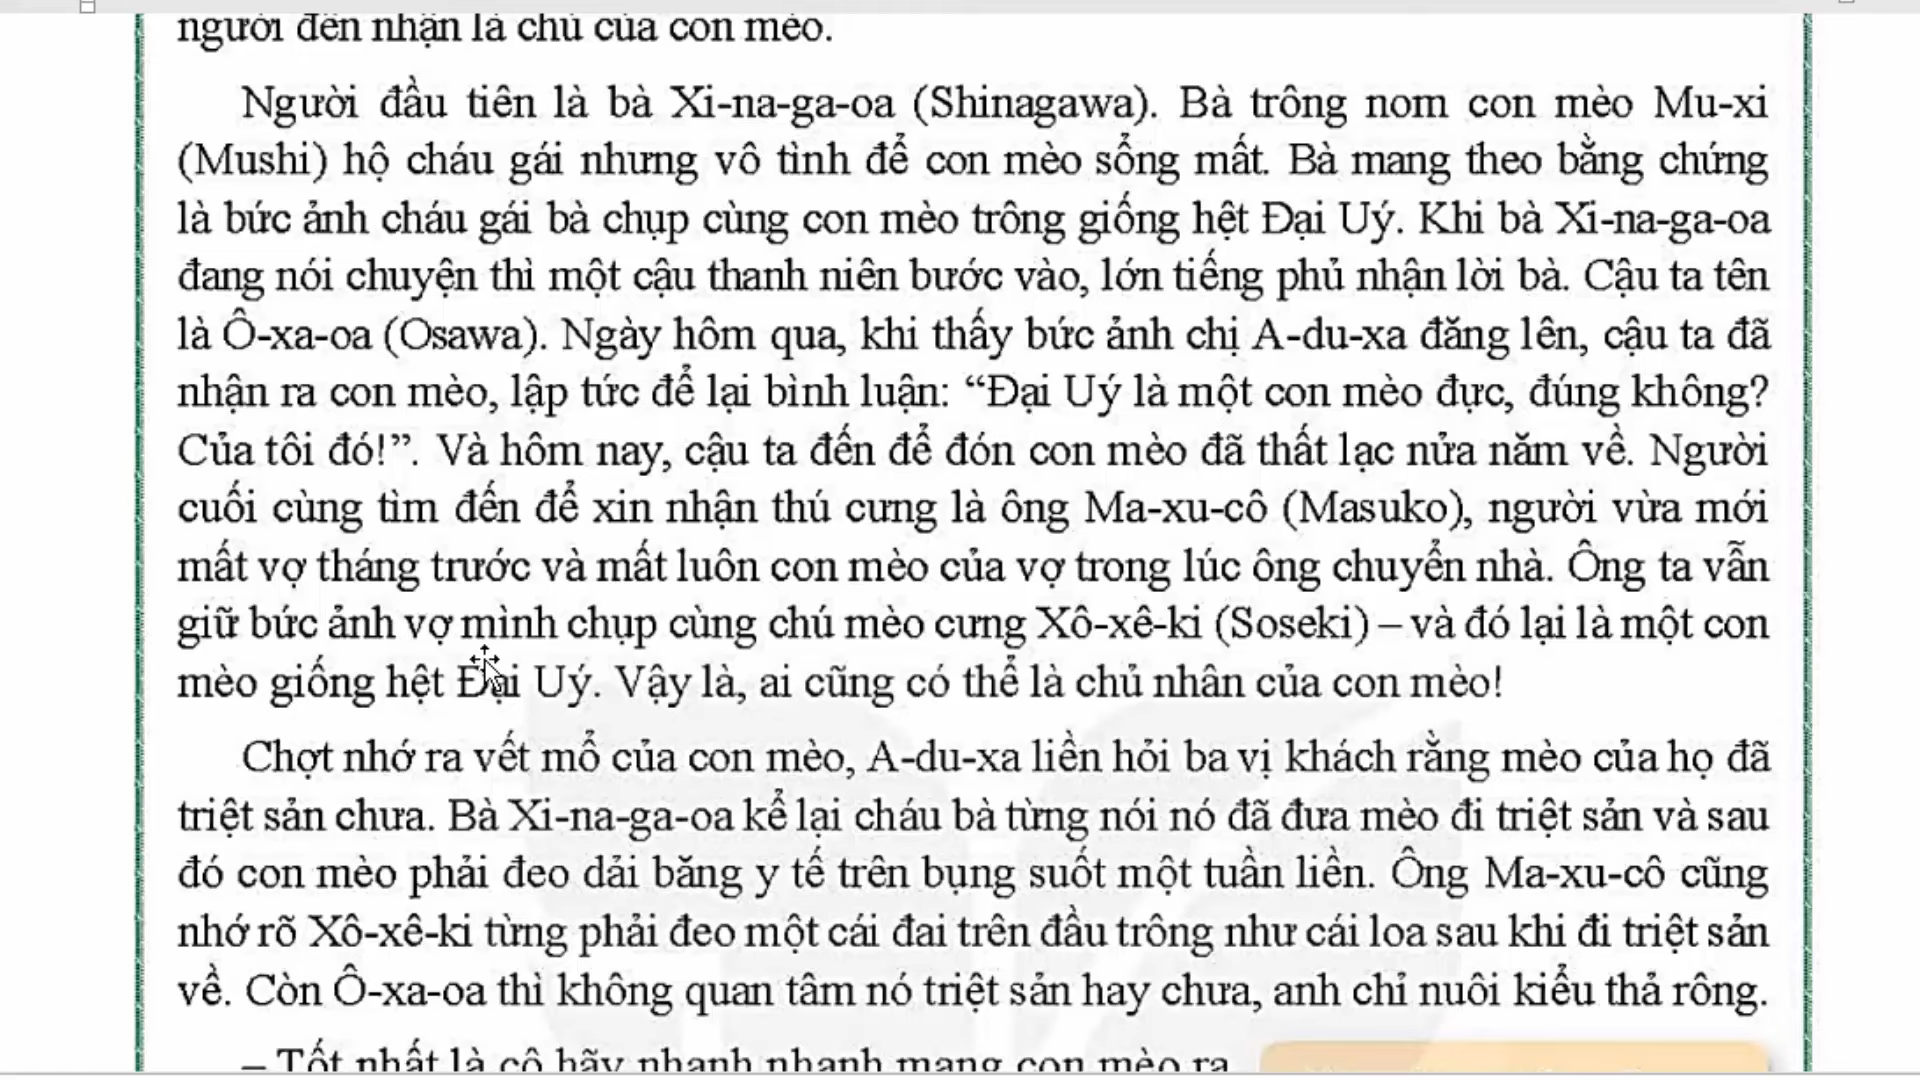 người đến nhận là chủ của con mèo.
Người đầu tiên là bà Xi-na-ga-oa (Shinagawa). Bà trông nom con mèo Mu-xi
(Mushi) hộ cháu gái nhưng vô tình để con mèo sổng mất. Bà mang theo bằng chứng
là bức ảnh cháu gái bà chụp cùng con mèo trông giống hệt Đại Uý. Khi bà Xi-na-ga-oa
đang nói chuyện thì một cậu thanh niên bước vào, lớn tiếng phủ nhận lời bà. Cậu ta tên
là Ô-xa-oa (Osawa). Ngày hôm qua, khi thấy bức ảnh chị A-du-xa đăng lên, cậu ta đã
nhận ra con mèo, lập tức để lại bình luận: “Đại Uý là một con mèo đực, đúng không?
Của tôi đó!”. Và hôm nay, cậu ta đến để đón con mèo đã thất lạc nửa năm về. Người
cuối cùng tìm đến để xin nhận thú cưng là ông Ma-xu-cô (Masuko), người vừa mới
mất vợ tháng trước và mất luôn con mèo của vợ trong lúc ông chuyển nhà. Ông ta vẫn
giữ bức ảnh vợ mình chụp cùng chú mèo cưng Xô-xê-ki (Soseki) – và đó lại là một con
mèo giống hệt Đại Uý. Vậy là, ai cũng có thể là chủ nhân của con mèo!
Chợt nhớ ra vết mổ của con mèo, A-du-xa liền hỏi ba vị khách rằng mèo của họ đã
triệt sản chưa. Bà Xi-na-ga-oa kể lại cháu bà từng nói nó đã đưa mèo đi triệt sản và sau
đó con mèo phải đeo dải băng y tế trên bụng suốt một tuần liền. Ông Ma-xu-cô cũng
nhớ rõ Xô-xê-ki từng phải đeo một cái đai trên đầu trông như cái loa sau khi đi triệt sản
về. Còn Ô-xa-oa thì không quan tâm nó triệt sản hay chưa, anh chỉ nuôi kiểu thả rông.
– Tốt nhất là cô hãy nhanh nhanh mang con mèo ra